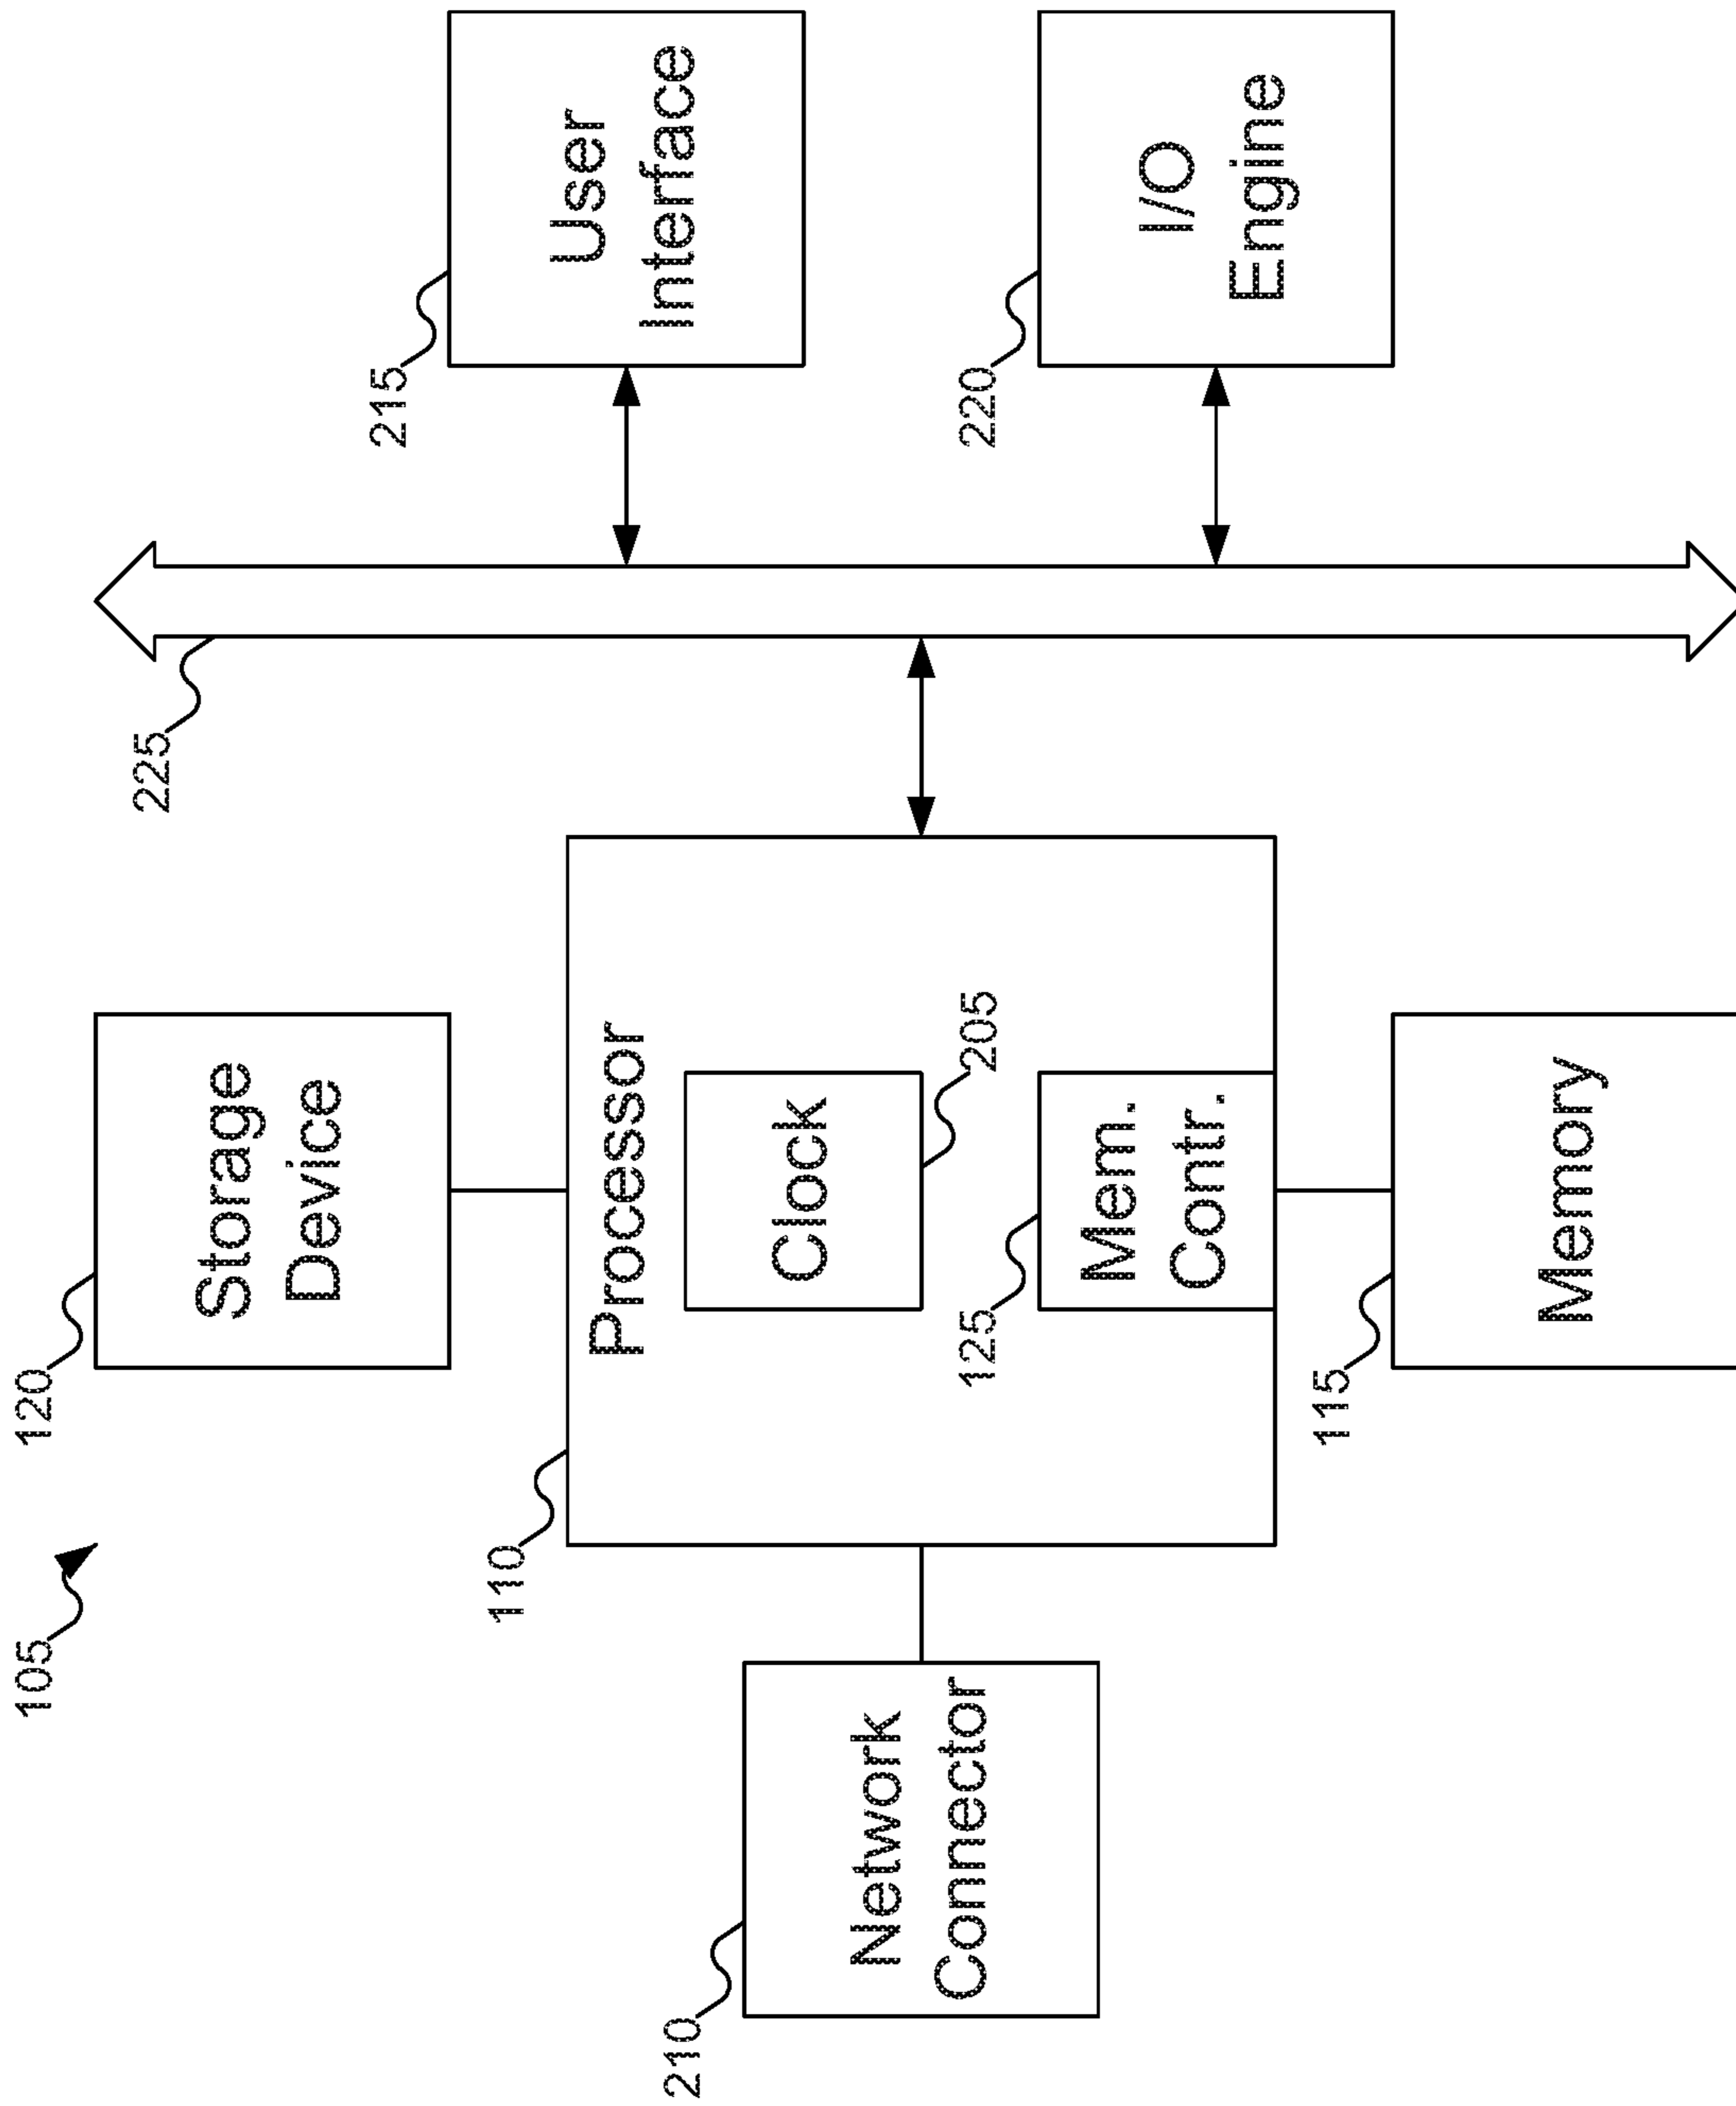 105
120
Storage
Device
225
215
User
Interface
110
Processor
Clock
205
210
Network
Connector
125
Mem.
Contr.
220
I/O
Engine
115
Memory